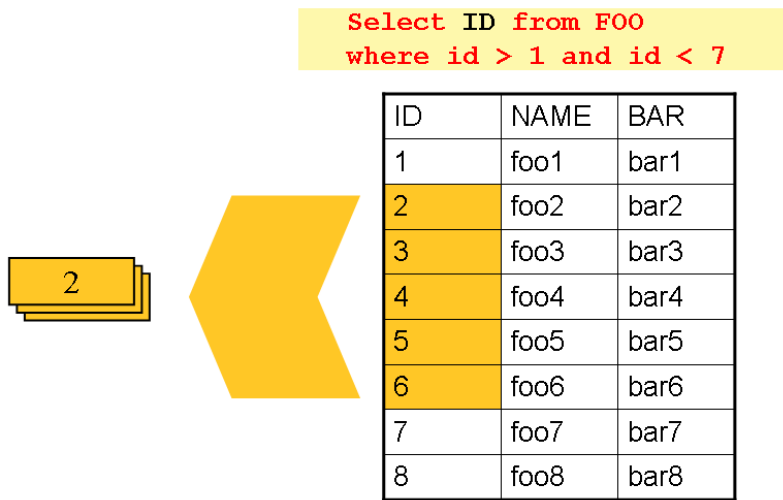 Select ID from FOO
where id > 1 and id < 7
ID NAME BAR
1 foo1 bar1
2 foo2 bar2
3 foo3 bar3
2
4 foo4 bar4
5 foo5 bar5
6 foo6 bar6
7 foo7 bar7
8 foo8 bar8